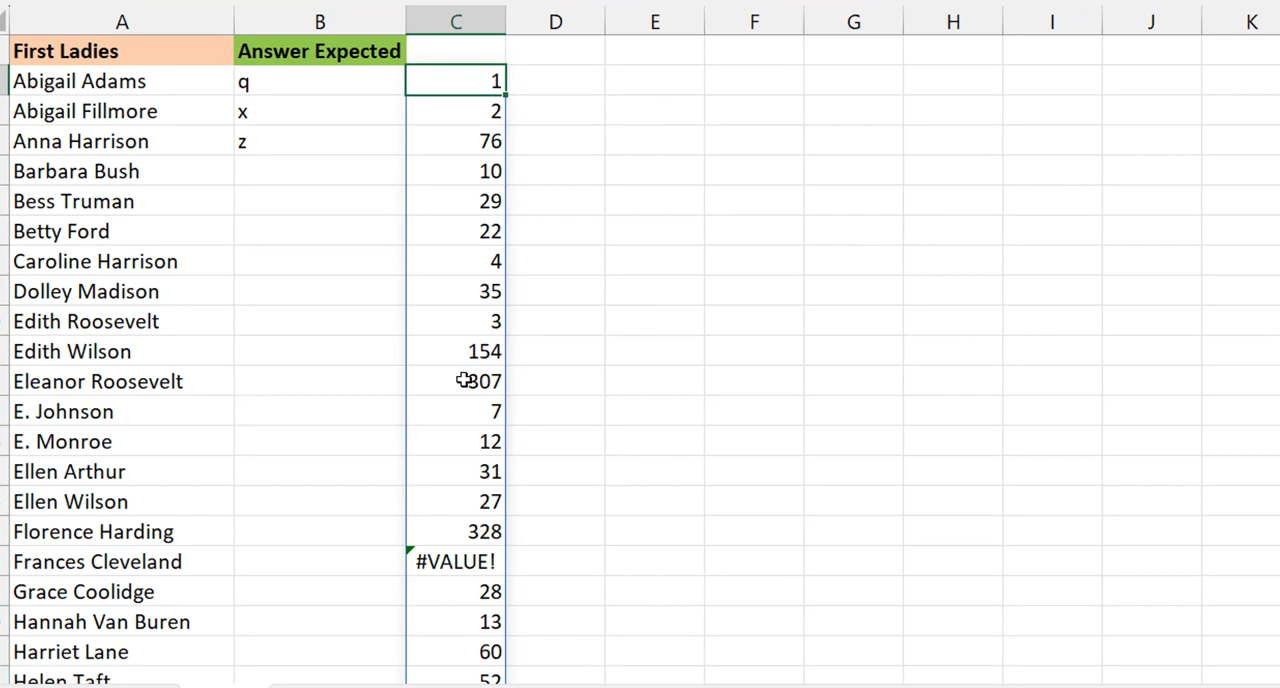 A B C D E F G H I J K
First Ladies Answer Expected
Abigail Adams q 1
Abigail Fillmore x 2
Anna Harrison z 76
Barbara Bush 10
Bess Truman 29
Betty Ford 22
Caroline Harrison 4
Dolley Madison 35
Edith Roosevelt 3
Edith Wilson 154
Eleanor Roosevelt 307
E. Johnson 7
E. Monroe 12
Ellen Arthur 31
Ellen Wilson 27
Florence Harding 328
Frances Cleveland #VALUE!
Grace Coolidge 28
Hannah Van Buren 13
Harriet Lane 60
Helen Taft 52